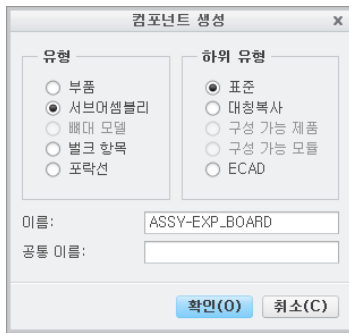 컴포넌트 생성 x
유형
부품
서브어셈블리
뼈대 모델
벌크 항목
포락선
하위 유형
표준
대칭복사
구성 가능 제품
구성 가능 모듈
ECAD
이름: ASSY-EXP_BOARD
공통 이름:
확인(O) 취소(C)